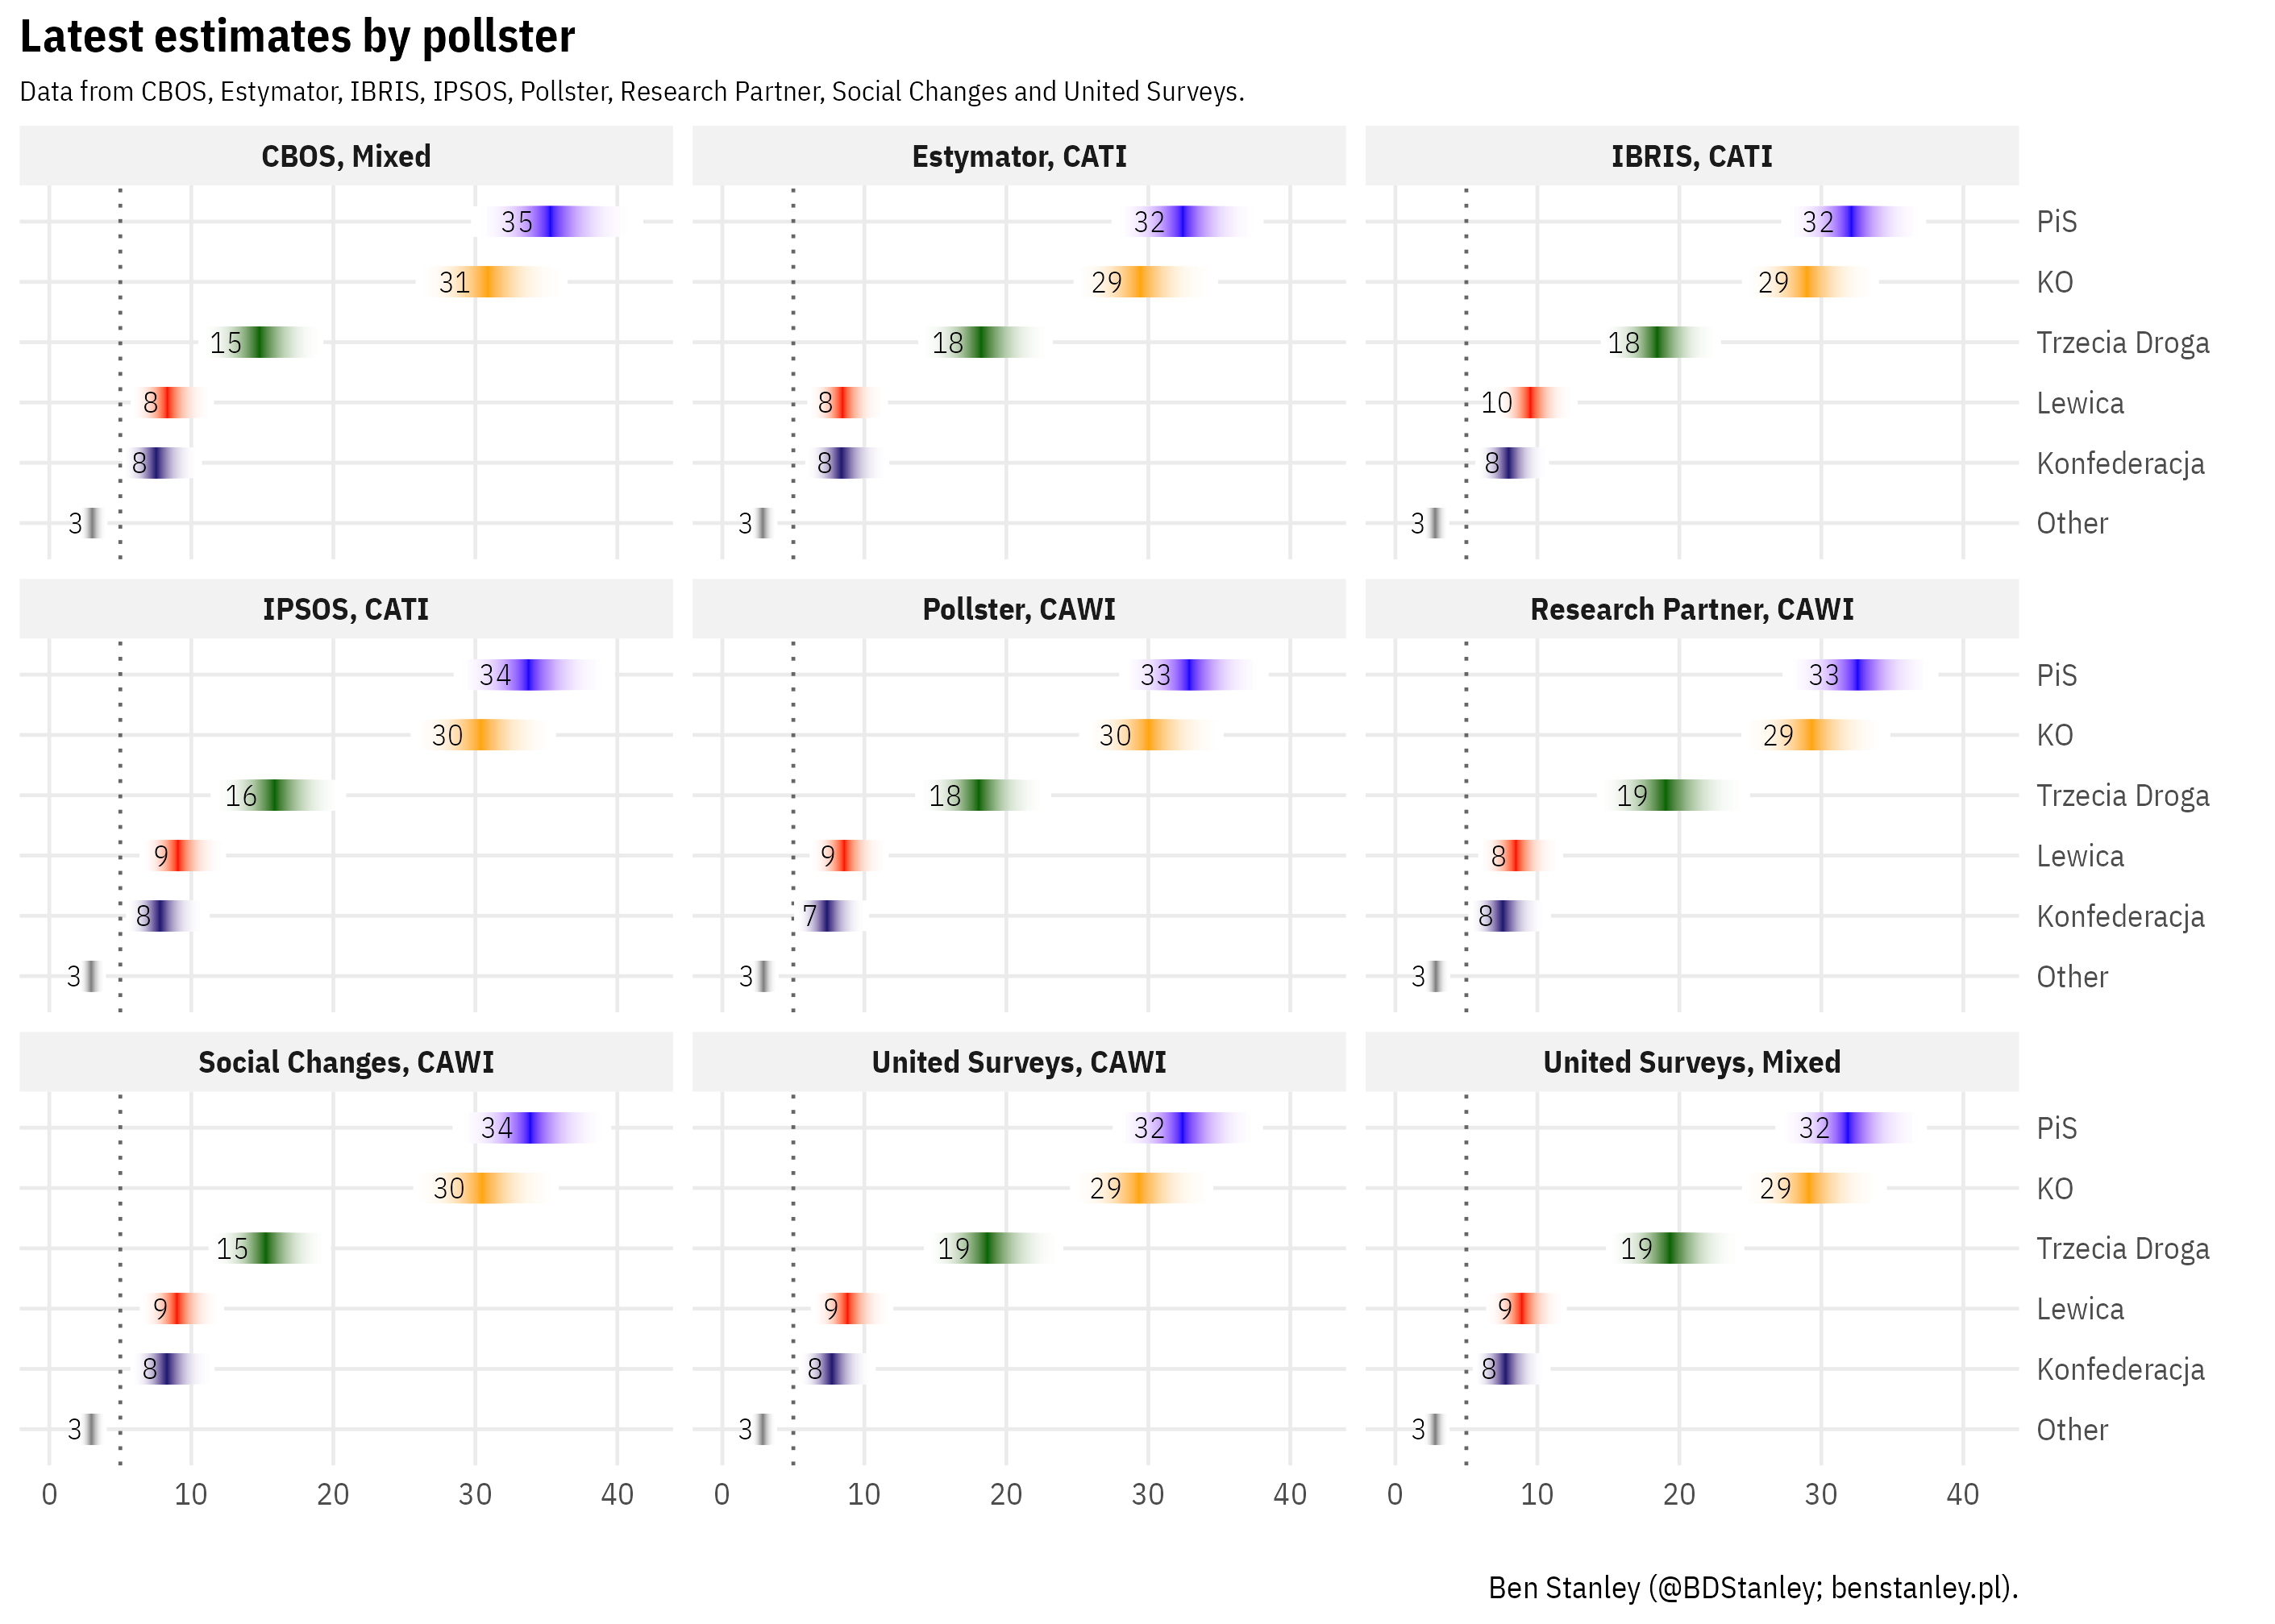 Latest estimates by pollster
Data from CBOS, Estymator, IBRIS, IPSOS, Pollster, Research Partner, Social Changes and United Surveys.
CBOS, Mixed
Estymator, CATI
IBRIS, CATI
35
32
32
PiS
31
29
29
KO
15
18
18
Trzecia Droga
8
8
10
Lewica
8
8
8
Konfederacja
3
3
3
Other
IPSOS, CATI
Pollster, CAWI
Research Partner, CAWI
34
33
33
PiS
30
30
29
KO
16
18
19
Trzecia Droga
9
9
8
Lewica
8
7
8
Konfederacja
3
3
3
Other
Social Changes, CAWI
United Surveys, CAWI
United Surveys, Mixed
34
32
32
PiS
30
29
29
KO
15
19
19
Trzecia Droga
9
9
9
Lewica
8
8
8
Konfederacja
3
3
3
Other
0 10 20 30 40
0 10 20 30 40
0 10 20 30 40
Ben Stanley (@BDStanley; benstanley.pl).